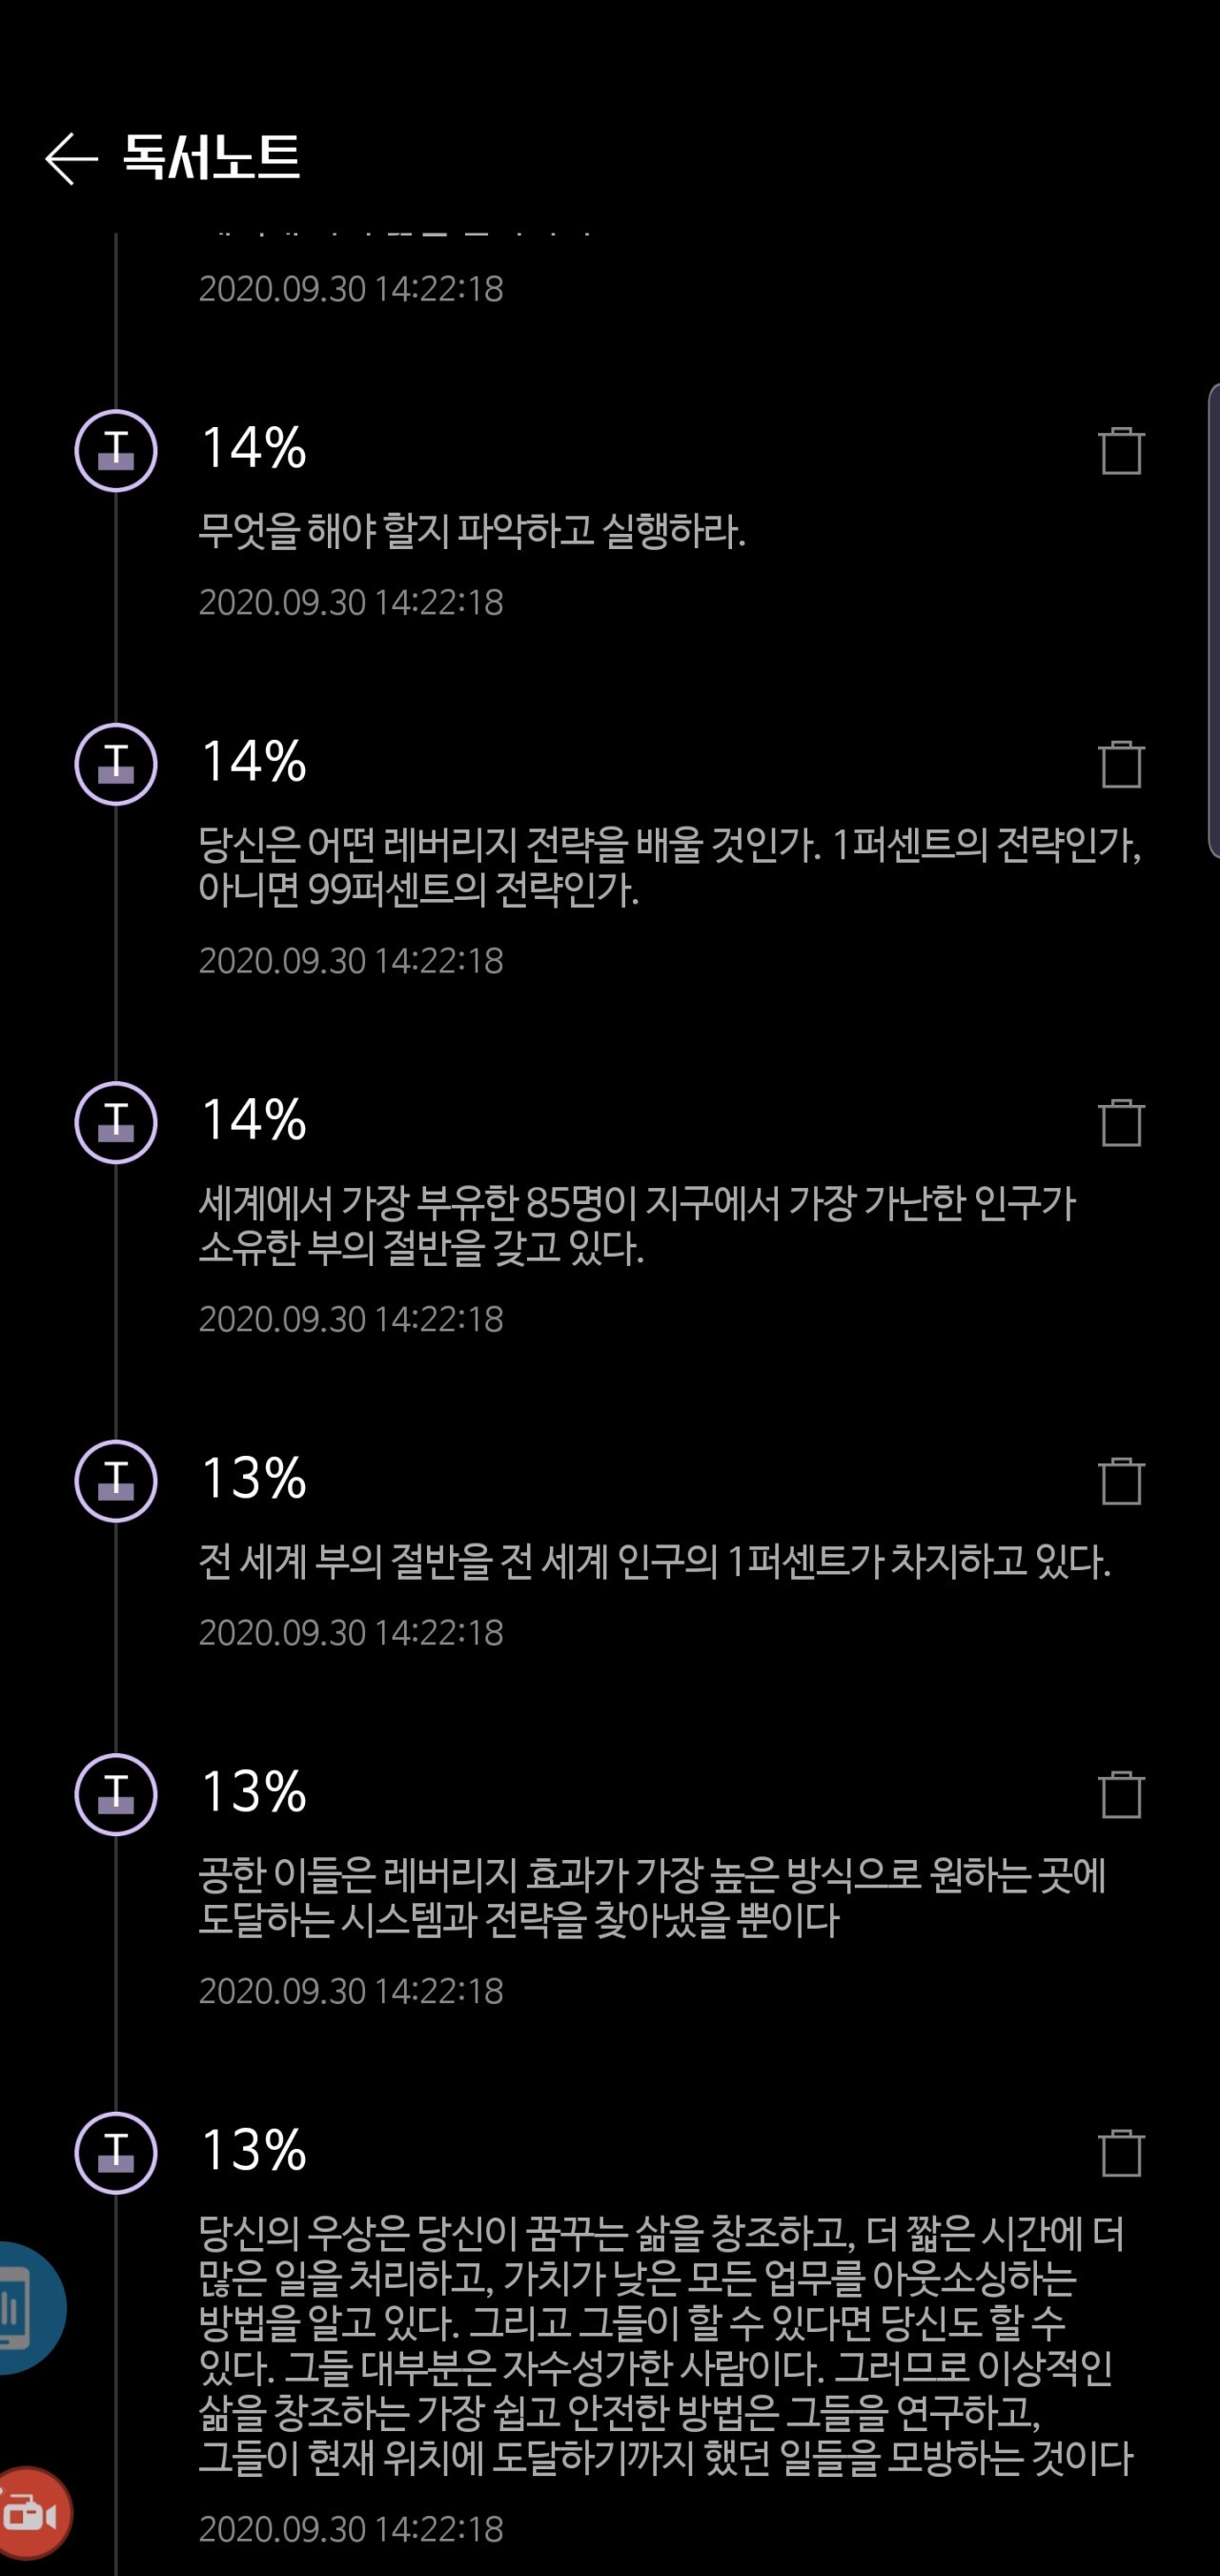 독서노트
2020.09.30 14:22:18
14%
무엇을 해야 할지 파악하고 실행하라.
2020.09.30 14:22:18
14%
당신은 어떤 레버리지 전략을 배울 것인가. 1퍼센트의 전략인가,
아니면 99퍼센트의 전략인가.
2020.09.30 14:22:18
14%
세계에서 가장 부유한 85명이 지구에서 가장 가난한 인구가
소유한 부의 절반을 갖고 있다.
2020.09.30 14:22:18
13%
전 세계 부의 절반을 전 세계 인구의 1퍼센트가 차지하고 있다.
2020.09.30 14:22:18
13%
공한 이들은 레버리지 효과가 가장 높은 방식으로 원하는 곳에
도달하는 시스템과 전략을 찾아냈을 뿐이다
2020.09.30 14:22:18
13%
당신의 우상은 당신이 꿈꾸는 삶을 창조하고, 더 짧은 시간에 더
많은 일을 처리하고, 가치가 낮은 모든 업무를 아웃소싱하는
방법을 알고 있다. 그리고 그들이 할 수 있다면 당신도 할 수
있다. 그들 대부분은 자수성가한 사람이다. 그러므로 이상적인
삶을 창조하는 가장 쉽고 안전한 방법은 그들을 연구하고,
그들이 현재 위치에 도달하기까지 했던 일들을 모방하는 것이다
2020.09.30 14:22:18